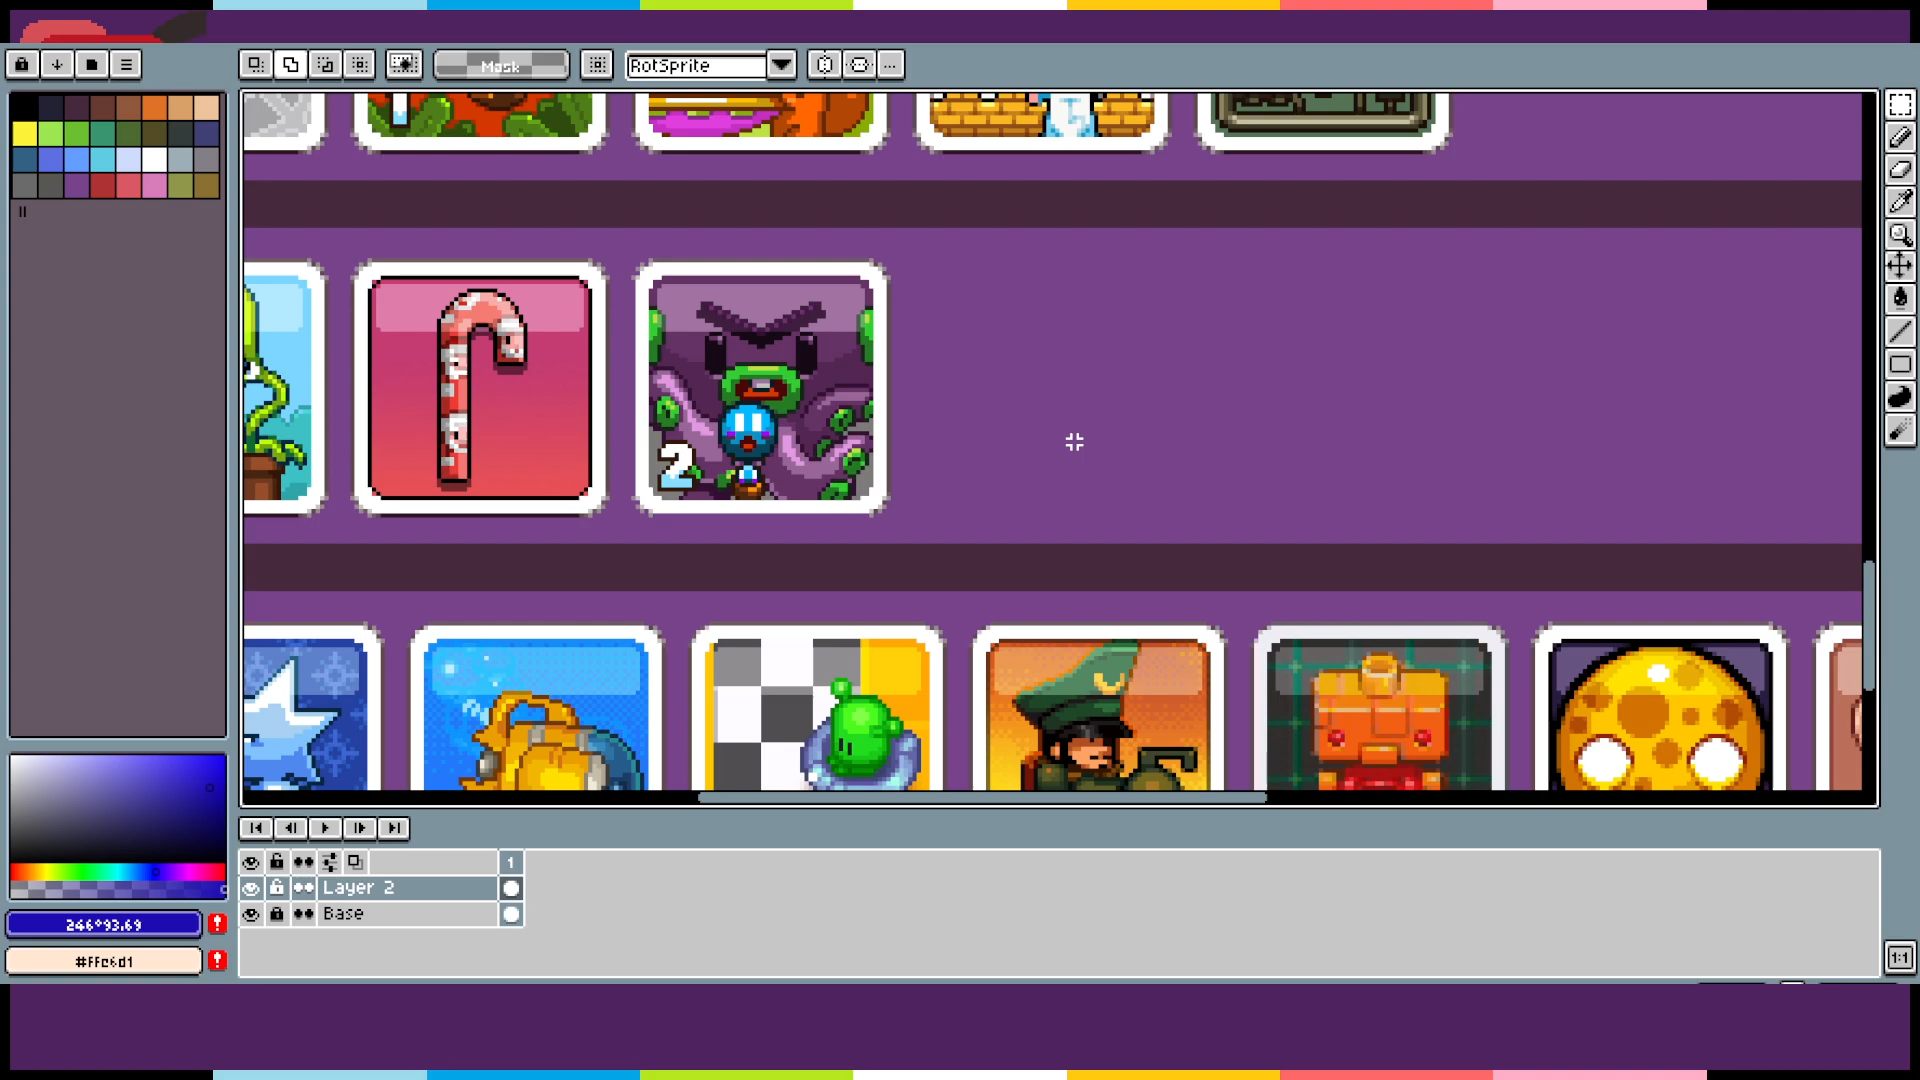 Mask
RotSprite
2
1
Layer 2
Base
246°93.69
#ffe6d1
1:1